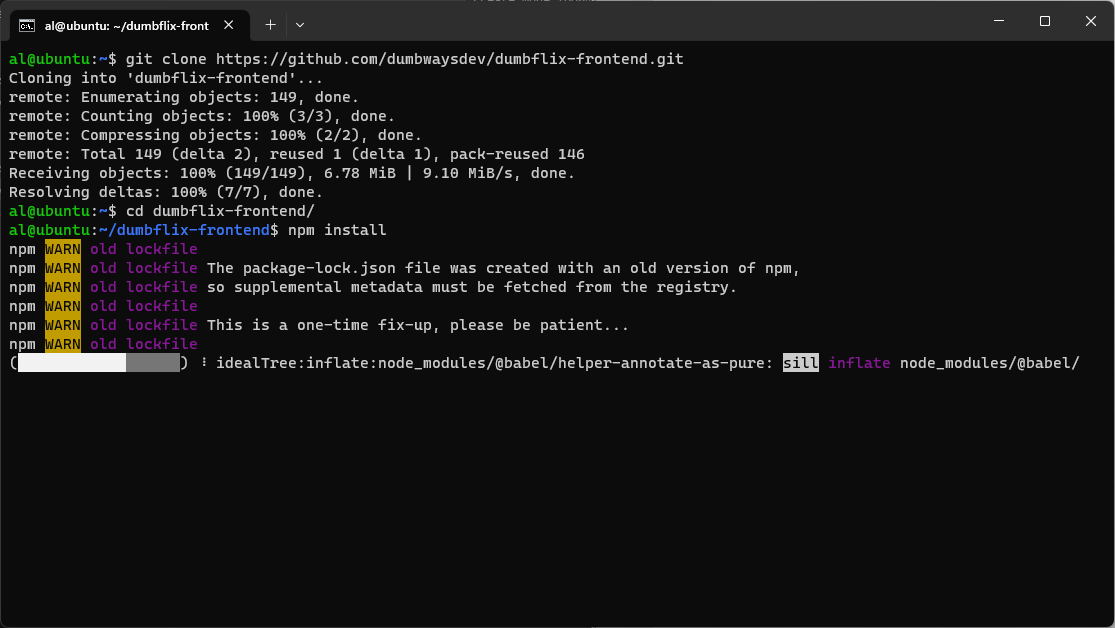 al@ubuntu: ~/dumbflix-front
al@ubuntu:~$ git clone https://github.com/dumbwaysdev/dumbflix-frontend.git
Cloning into 'dumbflix-frontend'...
remote: Enumerating objects: 149, done.
remote: Counting objects: 100% (3/3), done.
remote: Compressing objects: 100% (2/2), done.
remote: Total 149 (delta 2), reused 1 (delta 1), pack-reused 146
Receiving objects: 100% (149/149), 6.78 MiB | 9.10 MiB/s, done.
Resolving deltas: 100% (7/7), done.
al@ubuntu:~$ cd dumbflix-frontend/
al@ubuntu:~/dumbflix-frontend$ npm install
npm WARN old lockfile
npm WARN old lockfile The package-lock.json file was created with an old version of npm,
npm WARN old lockfile so supplemental metadata must be fetched from the registry.
npm WARN old lockfile
npm WARN old lockfile This is a one-time fix-up, please be patient...
npm WARN old lockfile
() ⠸ idealTree:inflate:node_modules/@babel/helper-annotate-as-pure: sill inflate node_modules/@babel/